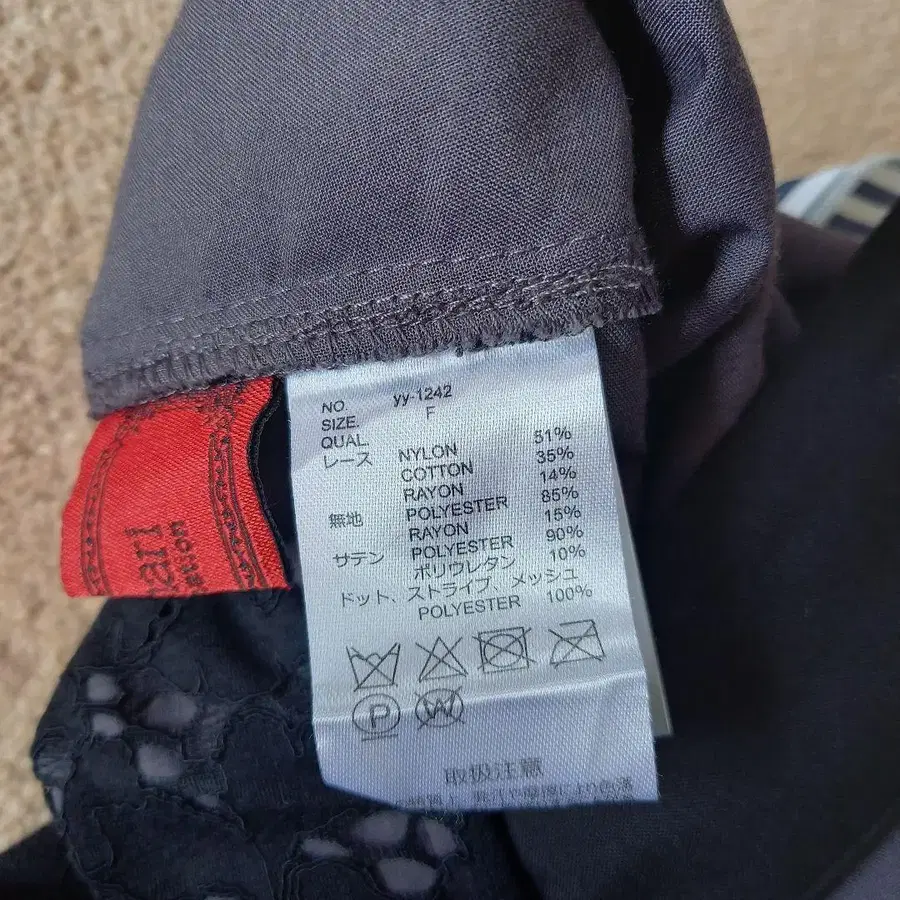 NO. yy-1242
SIZE. F
QUAL.
レース NYLON 51%
COTTON 35%
RAYON 14%
無地 POLYESTER 85%
RAYON 15%
サテン POLYESTER 90%
ポリウレタン 10%
ドット、ストライプ、メッシュ
POLYESTER 100%
P W
取扱注意